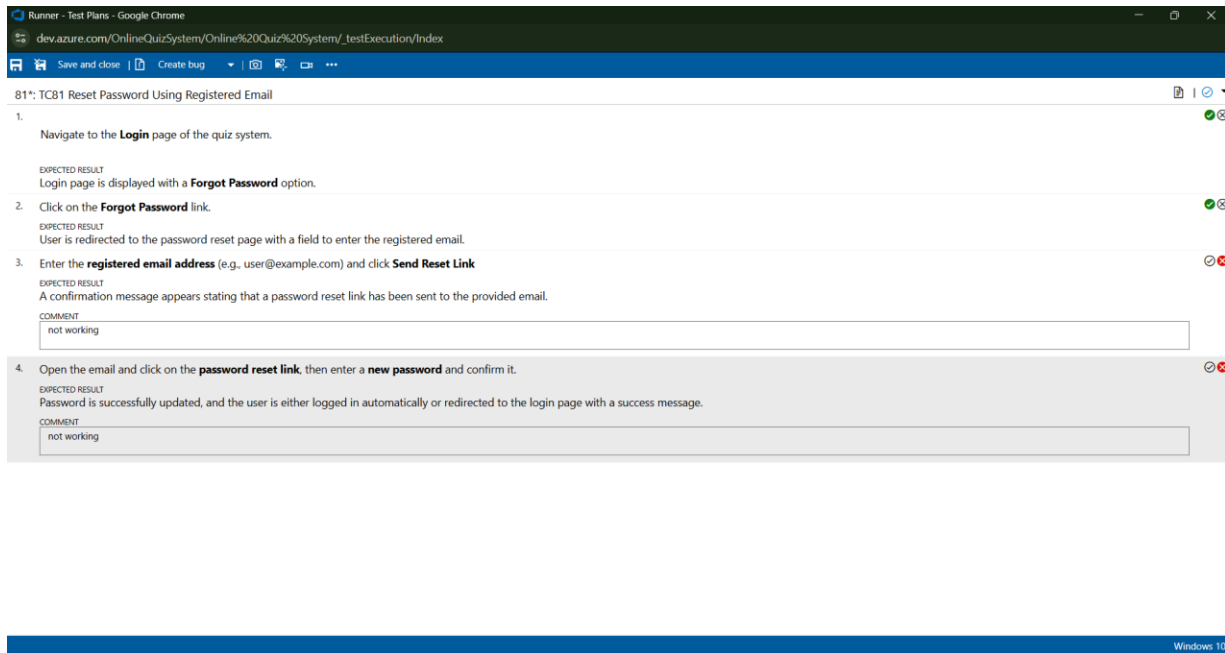 Runner - Test Plans - Google Chrome
dev.azure.com/OnlineQuizSystem/Online%20Quiz%20System/_testExecution/Index
Save and close | Create bug
81*: TC81 Reset Password Using Registered Email
1.
Navigate to the Login page of the quiz system.
EXPECTED RESULT
Login page is displayed with a Forgot Password option.
2. Click on the Forgot Password link.
EXPECTED RESULT
User is redirected to the password reset page with a field to enter the registered email.
3. Enter the registered email address (e.g., user@example.com) and click Send Reset Link
EXPECTED RESULT
A confirmation message appears stating that a password reset link has been sent to the provided email.
COMMENT
not working
4. Open the email and click on the password reset link, then enter a new password and confirm it.
EXPECTED RESULT
Password is successfully updated, and the user is either logged in automatically or redirected to the login page with a success message.
COMMENT
not working
Windows 10